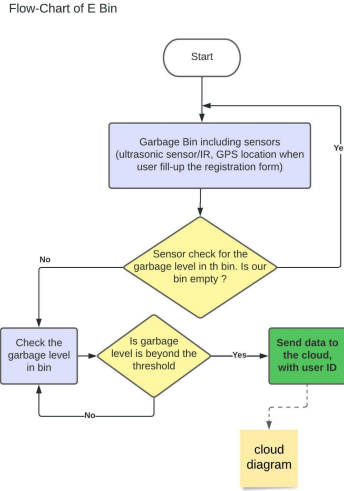 Flow-Chart of E Bin
Start
Garbage Bin including sensors
(ultrasonic sensor/IR, GPS location when
user fill-up the registration form)
Ye
Sensor check for the
garbage level in th bin. Is our
bin empty ?
No
Check the
garbage level
in bin
Is garbage
level is beyond the
threshold
Yes
Send data to
the cloud,
with user ID
No
cloud
diagram